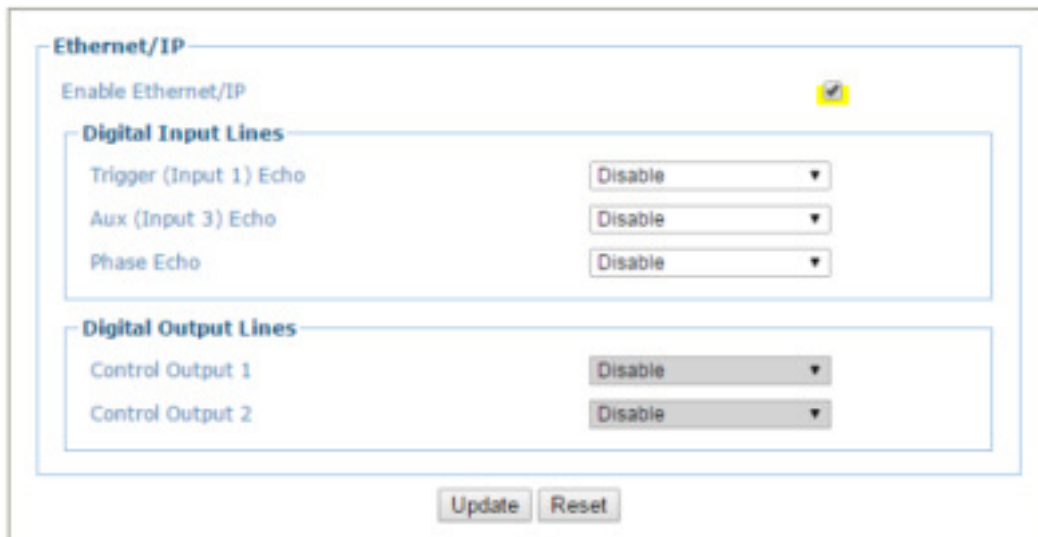 Ethernet/IP
Enable Ethernet/IP
Digital Input Lines
Trigger (Input 1) Echo Disable
Aux (Input 3) Echo Disable
Phase Echo Disable
Digital Output Lines
Control Output 1 Disable
Control Output 2 Disable
Update Reset